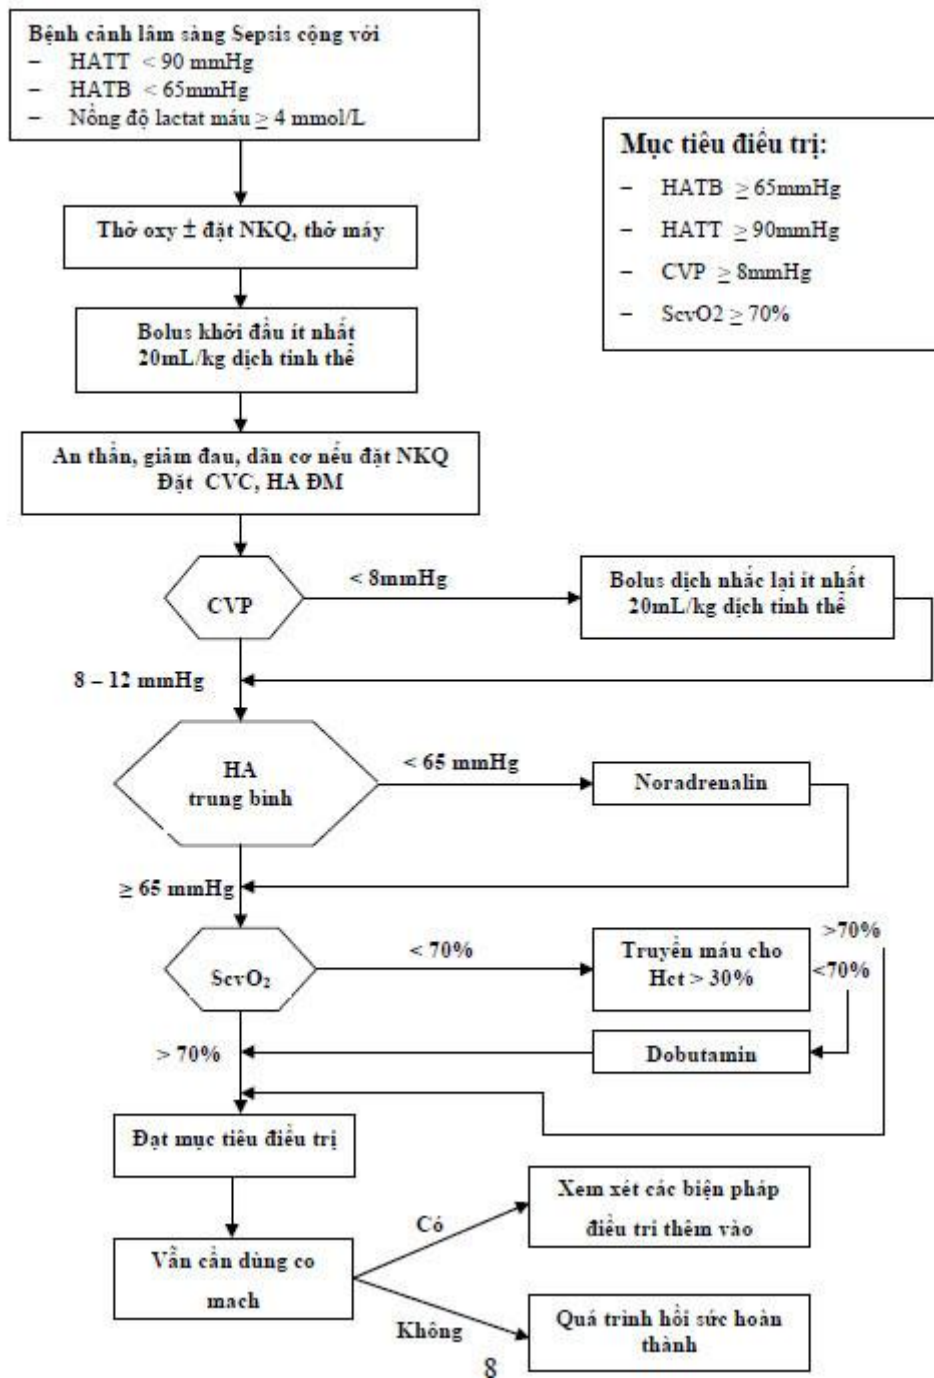 Bệnh cảnh lâm sàng Sepsis cộng với
– HATT < 90 mmHg
– HATB < 65mmHg
– Nồng độ lactat máu ≥ 4 mmol/L
Mục tiêu điều trị:
– HATB ≥ 65mmHg
– HATT ≥ 90mmHg
– CVP ≥ 8mmHg
– ScvO2 ≥ 70%
Thở oxy ± đặt NKQ, thở máy
Bolus khởi đầu ít nhất
20mL/kg dịch tinh thể
An thần, giảm đau, dãn cơ nếu đặt NKQ
Đặt CVC, HA ĐM
CVP
< 8mmHg
Bolus dịch nhắc lại ít nhất
20mL/kg dịch tinh thể
8 – 12 mmHg
HA
trung bình
< 65 mmHg
Noradrenalin
≥ 65 mmHg
ScvO₂
< 70%
Truyền máu cho
Hct > 30%
>70%
<70%
> 70%
Dobutamin
Đạt mục tiêu điều trị
Vẫn cần dùng co
mạch
Có
Xem xét các biện pháp
điều trị thêm vào
Không
Quá trình hồi sức hoàn
thành
8